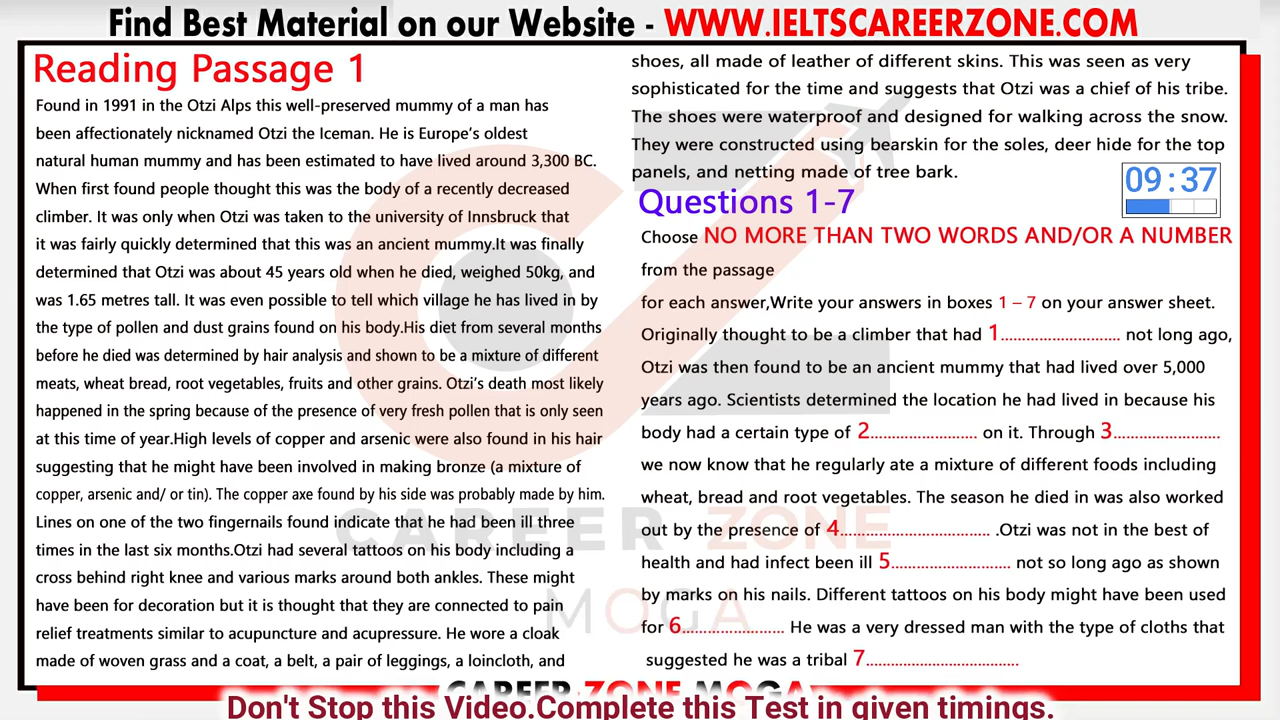 Find Best Material on our Website - WWW.IELTSCAREERZONE.COM
Reading Passage 1
Found in 1991 in the Otzi Alps this well-preserved mummy of a man has
been affectionately nicknamed Otzi the Iceman. He is Europe's oldest
natural human mummy and has been estimated to have lived around 3,300 BC.
When first found people thought this was the body of a recently decreased
climber. It was only when Otzi was taken to the university of Innsbruck that
it was fairly quickly determined that this was an ancient mummy.It was finally
determined that Otzi was about 45 years old when he died, weighed 50kg, and
was 1.65 metres tall. It was even possible to tell which village he has lived in by
the type of pollen and dust grains found on his body.His diet from several months
before he died was determined by hair analysis and shown to be a mixture of different
meats, wheat bread, root vegetables, fruits and other grains. Otzi's death most likely
happened in the spring because of the presence of very fresh pollen that is only seen
at this time of year.High levels of copper and arsenic were also found in his hair
suggesting that he might have been involved in making bronze (a mixture of
copper, arsenic and/ or tin). The copper axe found by his side was probably made by him.
Lines on one of the two fingernails found indicate that he had been ill three
times in the last six months.Otzi had several tattoos on his body including a
cross behind right knee and various marks around both ankles. These might
have been for decoration but it is thought that they are connected to pain
relief treatments similar to acupuncture and acupressure. He wore a cloak
made of woven grass and a coat, a belt, a pair of leggings, a loincloth, and
shoes, all made of leather of different skins. This was seen as very
sophisticated for the time and suggests that Otzi was a chief of his tribe.
The shoes were waterproof and designed for walking across the snow.
They were constructed using bearskin for the soles, deer hide for the top
panels, and netting made of tree bark.
09:37
Questions 1-7
Choose NO MORE THAN TWO WORDS AND/OR A NUMBER
from the passage
for each answer,Write your answers in boxes 1 – 7 on your answer sheet.
Originally thought to be a climber that had 1............................ not long ago,
Otzi was then found to be an ancient mummy that had lived over 5,000
years ago. Scientists determined the location he had lived in because his
body had a certain type of 2......................... on it. Through 3.........................
we now know that he regularly ate a mixture of different foods including
wheat, bread and root vegetables. The season he died in was also worked
out by the presence of 4................................... .Otzi was not in the best of
health and had infect been ill 5............................ not so long ago as shown
by marks on his nails. Different tattoos on his body might have been used
for 6........................ He was a very dressed man with the type of cloths that
suggested he was a tribal 7....................................
CAREER ZONE
MOGA
CAREER ZONE MOGA
Don't Stop this Video.Complete this Test in given timings.